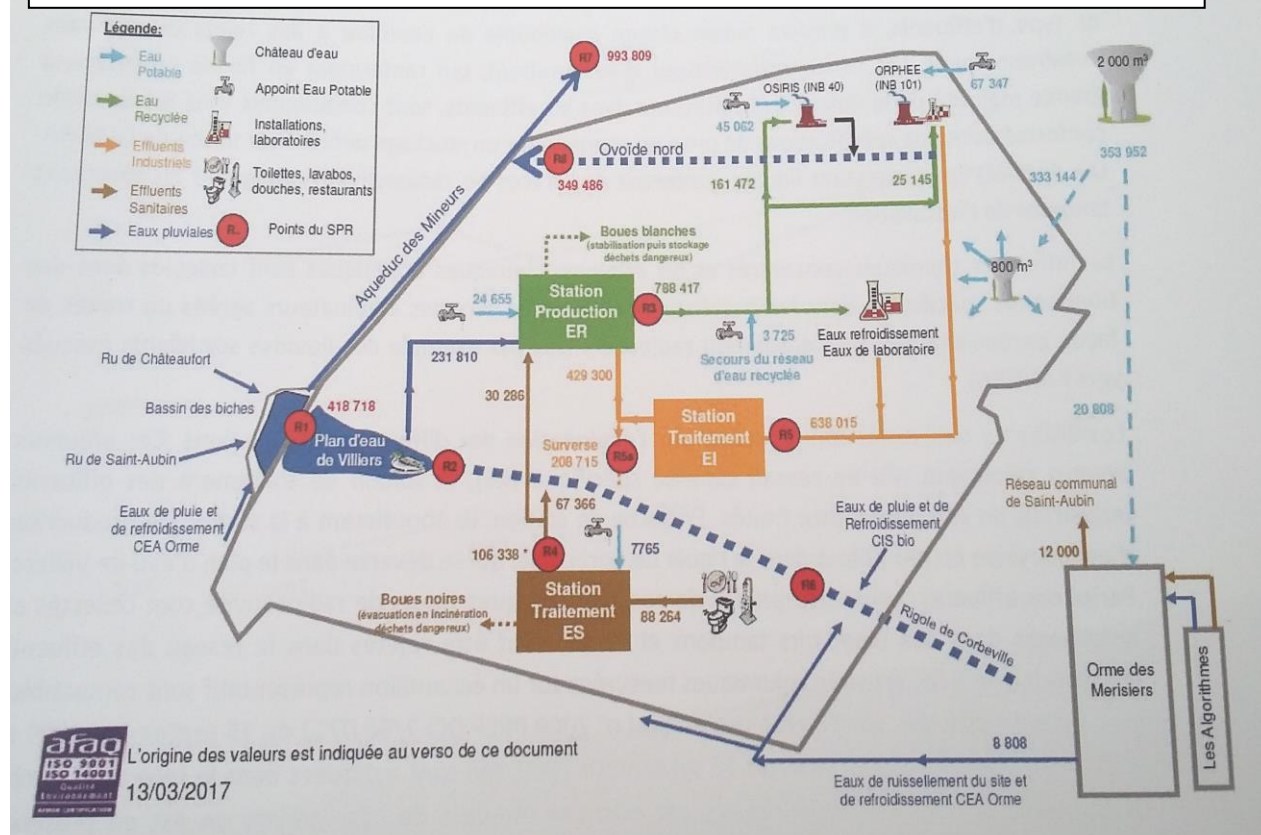 Légende:
Eau
Potable
Château d'eau
Appoint Eau Potable
Eau
Recyclée
Installations,
laboratoires
Effluents
Industriels
Toilettes, lavabos,
douches, restaurants
Effluents
Sanitaires
R..
Eaux pluviales
Points du SPR
R7
993 809
OSIRIS (INB 40)
45 062
ORPHEE
(INB 101)
67 347
2 000 m³
353 952
333 144
R8
Ovoïde nord
349 486
161 472
25 145
Aqueduc des Mineurs
Boues blanches
(stabilisation puis stockage
déchets dangereux)
800 m³
24 655
Station
Production
ER
R3
788 417
231 810
3 725
Secours du réseau
d'eau recyclée
Eaux refroidissement
Eaux de laboratoire
Ru de Châteaufort
Bassin des biches
Ru de Saint-Aubin
R1
418 718
Plan d'eau
de Villiers
R2
30 286
429 300
Station
Traitement
EI
R5
638 015
Surverse
208 715
R5a
20 808
Eaux de pluie et
de refroidissement
CEA Orme
67 366
106 338 *
R4
7765
Station
Traitement
ES
88 264
Boues noires
(évacuation en incinération
déchets dangereux)
R6
Eaux de pluie et de
Refroidissement
CIS bio
Rigole de Corbeville
Réseau communal
de Saint-Aubin
12 000
Orme des
Merisiers
Les Algorithmes
8 808
Eaux de ruissellement du site et
de refroidissement CEA Orme
afaq
ISO 9001
ISO 14001
Qualité
Environnement
AFNOR CERTIFICATION
L'origine des valeurs est indiquée au verso de ce document
13/03/2017